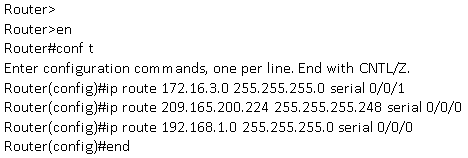 Router>
Router>en
Router#conf t
Enter configuration commands, one per line. End with CNTL/Z.
Router(config)#ip route 172.16.3.0 255.255.255.0 serial 0/0/1
Router(config)#ip route 209.165.200.224 255.255.255.248 serial 0/0/0
Router(config)#ip route 192.168.1.0 255.255.255.0 serial 0/0/0
Router(config)#end